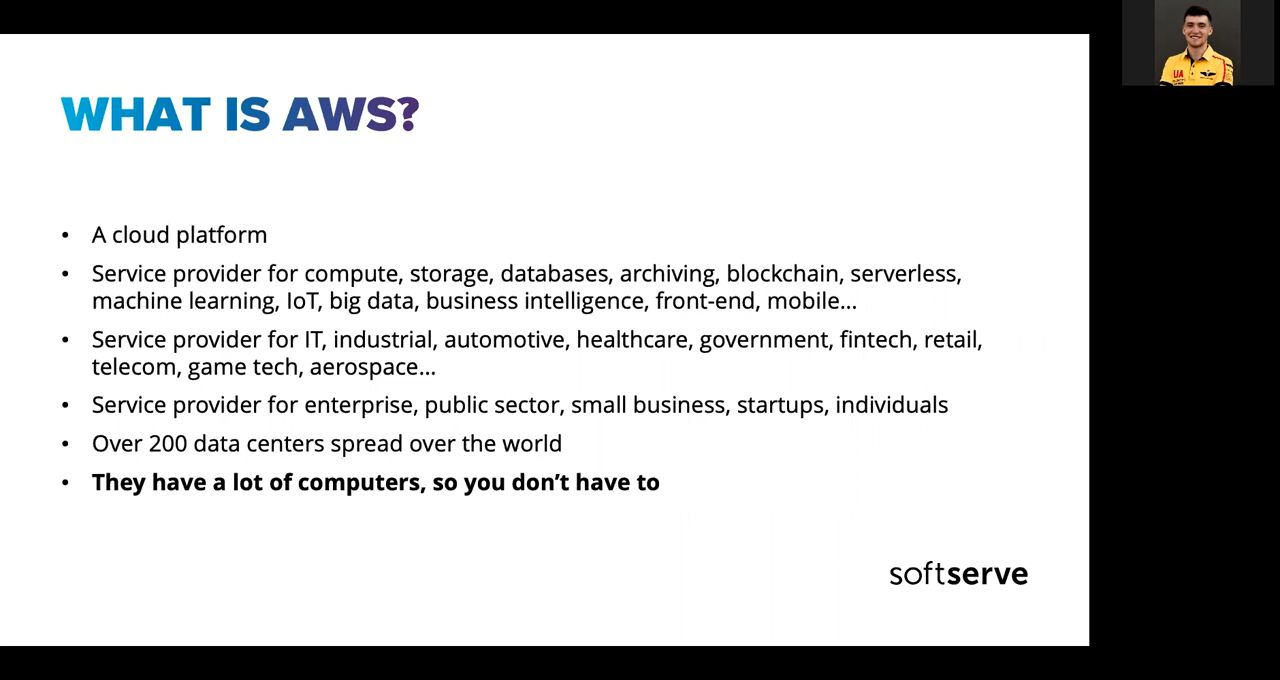 WHAT IS AWS?
• A cloud platform
• Service provider for compute, storage, databases, archiving, blockchain, serverless,
machine learning, IoT, big data, business intelligence, front-end, mobile...
• Service provider for IT, industrial, automotive, healthcare, government, fintech, retail,
telecom, game tech, aerospace...
• Service provider for enterprise, public sector, small business, startups, individuals
• Over 200 data centers spread over the world
• They have a lot of computers, so you don’t have to
softserve
UA